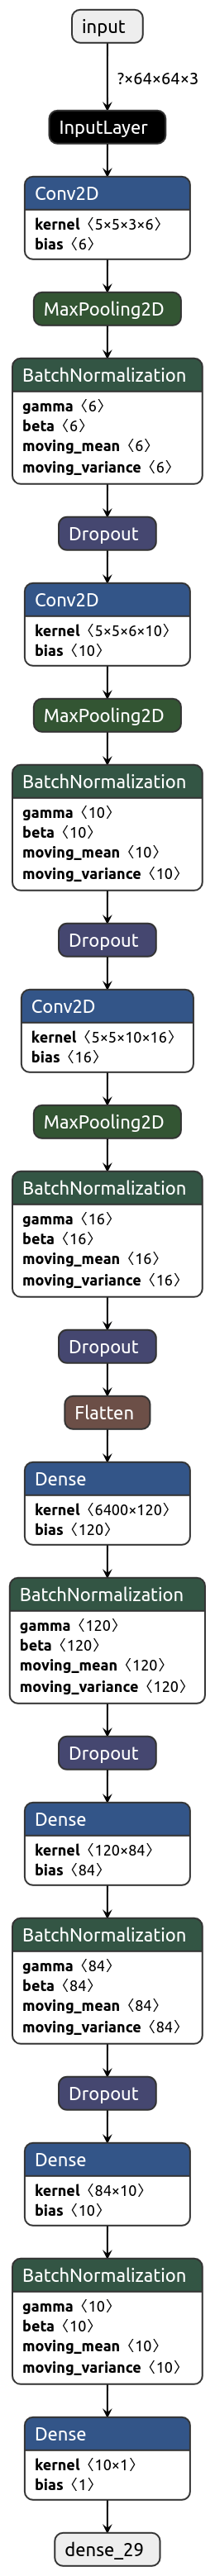 input
?×64×64×3
InputLayer
Conv2D
kernel〈5×5×3×6〉
bias〈6〉
MaxPooling2D
BatchNormalization
gamma〈6〉
beta〈6〉
moving_mean〈6〉
moving_variance〈6〉
Dropout
Conv2D
kernel〈5×5×6×10〉
bias〈10〉
MaxPooling2D
BatchNormalization
gamma〈10〉
beta〈10〉
moving_mean〈10〉
moving_variance〈10〉
Dropout
Conv2D
kernel〈5×5×10×16〉
bias〈16〉
MaxPooling2D
BatchNormalization
gamma〈16〉
beta〈16〉
moving_mean〈16〉
moving_variance〈16〉
Dropout
Flatten
Dense
kernel〈6400×120〉
bias〈120〉
BatchNormalization
gamma〈120〉
beta〈120〉
moving_mean〈120〉
moving_variance〈120〉
Dropout
Dense
kernel〈120×84〉
bias〈84〉
BatchNormalization
gamma〈84〉
beta〈84〉
moving_mean〈84〉
moving_variance〈84〉
Dropout
Dense
kernel〈84×10〉
bias〈10〉
BatchNormalization
gamma〈10〉
beta〈10〉
moving_mean〈10〉
moving_variance〈10〉
Dense
kernel〈10×1〉
bias〈1〉
dense_29